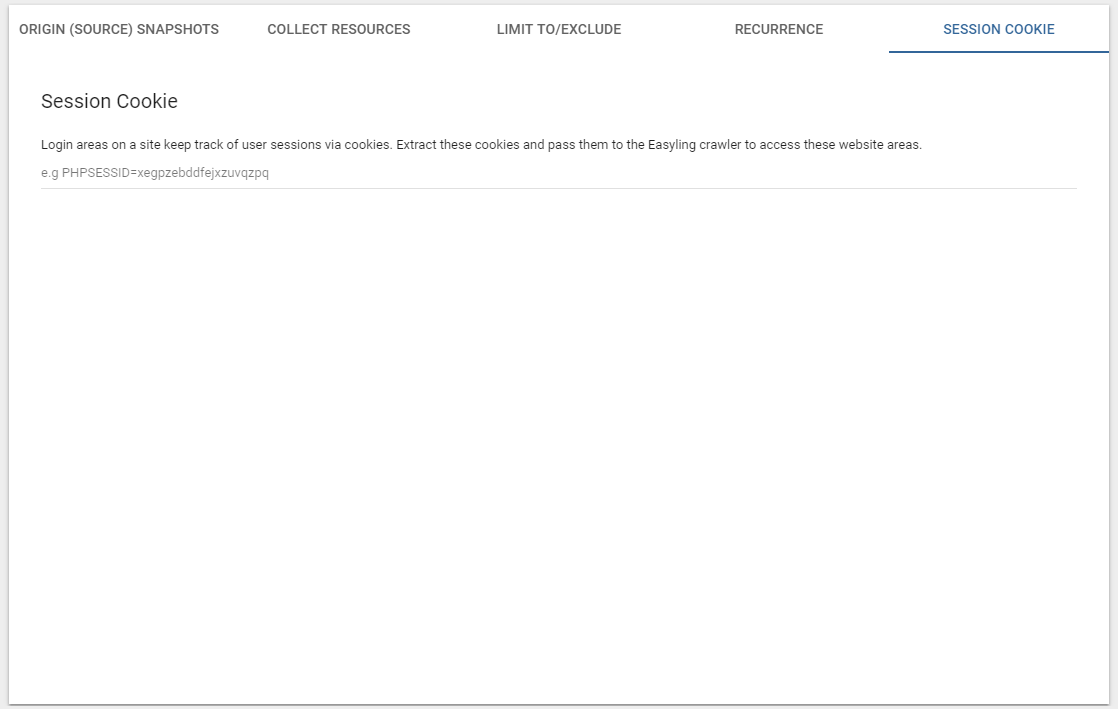 ORIGIN (SOURCE) SNAPSHOTS COLLECT RESOURCES LIMIT TO/EXCLUDE RECURRENCE SESSION COOKIE
Session Cookie
Login areas on a site keep track of user sessions via cookies. Extract these cookies and pass them to the Easyling crawler to access these website areas.
e.g PHPSESSID=xegpzebddfejxzuvqzpq